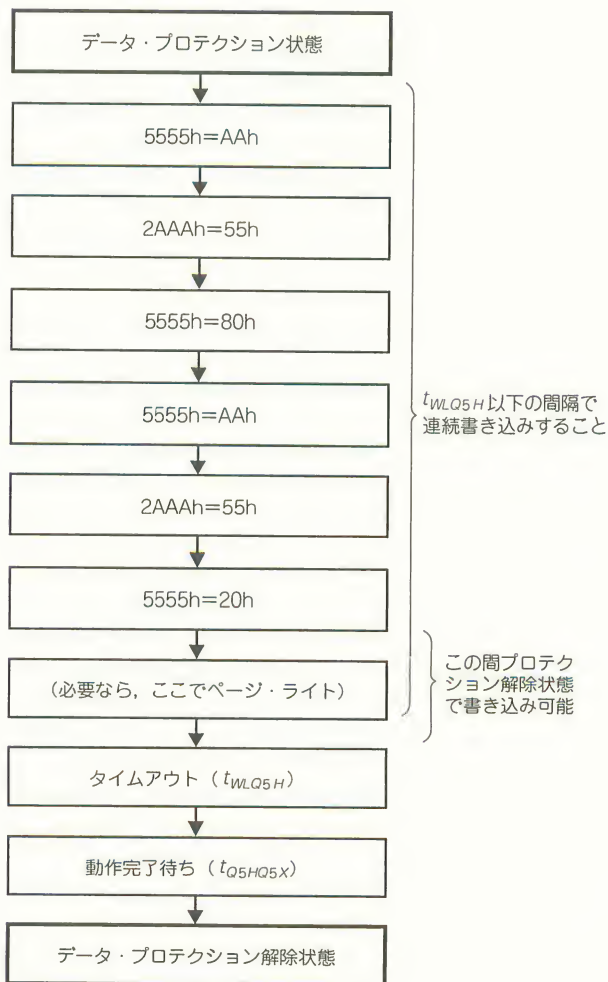 データ・プロテクション状態
5555h=AAh
2AAAh=55h
5555h=80h
5555h=AAh
2AAAh=55h
5555h=20h
(必要なら，ここでページ・ライト)
タイムアウト（tWLQ5H）
動作完了待ち（tQ5HQ5X）
データ・プロテクション解除状態
tWLQ5H以下の間隔で
連続書き込みすること
この間プロテク
ション解除状態
で書き込み可能